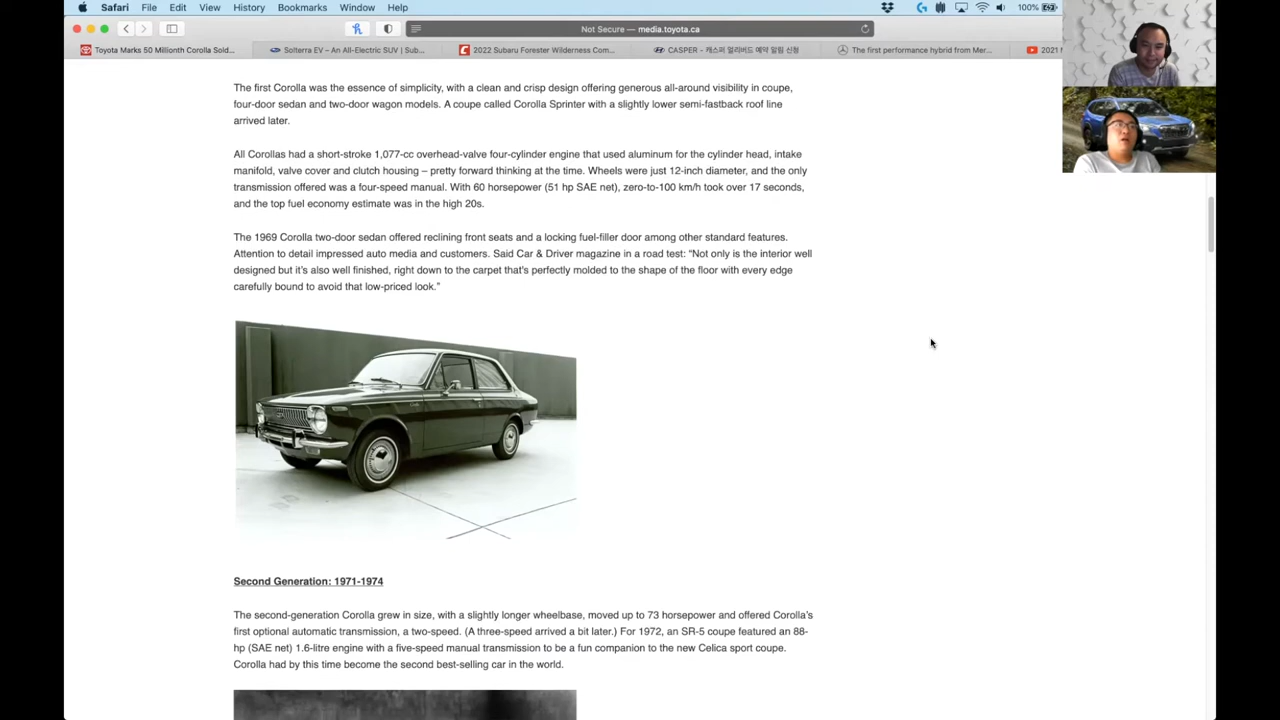 Safari File Edit View History Bookmarks Window Help 100%
Not Secure — media.toyota.ca
Toyota Marks 50 Millionth Corolla Sold... Solterra EV – An All-Electric SUV | Sub... 2022 Subaru Forester Wilderness Com... CASPER - 캐스퍼 얼리버드 예약 알림 신청 The first performance hybrid from Mer... 2021 M
The first Corolla was the essence of simplicity, with a clean and crisp design offering generous all-around visibility in coupe,
four-door sedan and two-door wagon models. A coupe called Corolla Sprinter with a slightly lower semi-fastback roof line
arrived later.
All Corollas had a short-stroke 1,077-cc overhead-valve four-cylinder engine that used aluminum for the cylinder head, intake
manifold, valve cover and clutch housing – pretty forward thinking at the time. Wheels were just 12-inch diameter, and the only
transmission offered was a four-speed manual. With 60 horsepower (51 hp SAE net), zero-to-100 km/h took over 17 seconds,
and the top fuel economy estimate was in the high 20s.
The 1969 Corolla two-door sedan offered reclining front seats and a locking fuel-filler door among other standard features.
Attention to detail impressed auto media and customers. Said Car & Driver magazine in a road test: “Not only is the interior well
designed but it’s also well finished, right down to the carpet that’s perfectly molded to the shape of the floor with every edge
carefully bound to avoid that low-priced look.”
Second Generation: 1971-1974
The second-generation Corolla grew in size, with a slightly longer wheelbase, moved up to 73 horsepower and offered Corolla’s
first optional automatic transmission, a two-speed. (A three-speed arrived a bit later.) For 1972, an SR-5 coupe featured an 88-
hp (SAE net) 1.6-litre engine with a five-speed manual transmission to be a fun companion to the new Celica sport coupe.
Corolla had by this time become the second best-selling car in the world.